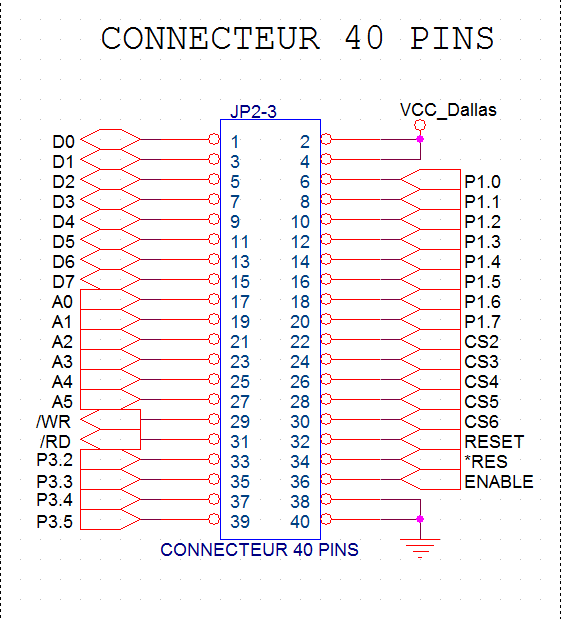 CONNECTEUR 40 PINS
JP2-3
VCC_Dallas
D0 1 2
D1 3 4
D2 5 6 P1.0
D3 7 8 P1.1
D4 9 10 P1.2
D5 11 12 P1.3
D6 13 14 P1.4
D7 15 16 P1.5
A0 17 18 P1.6
A1 19 20 P1.7
A2 21 22 CS2
A3 23 24 CS3
A4 25 26 CS4
A5 27 28 CS5
/WR 29 30 CS6
/RD 31 32 RESET
P3.2 33 34 *RES
P3.3 35 36 ENABLE
P3.4 37 38
P3.5 39 40
CONNECTEUR 40 PINS